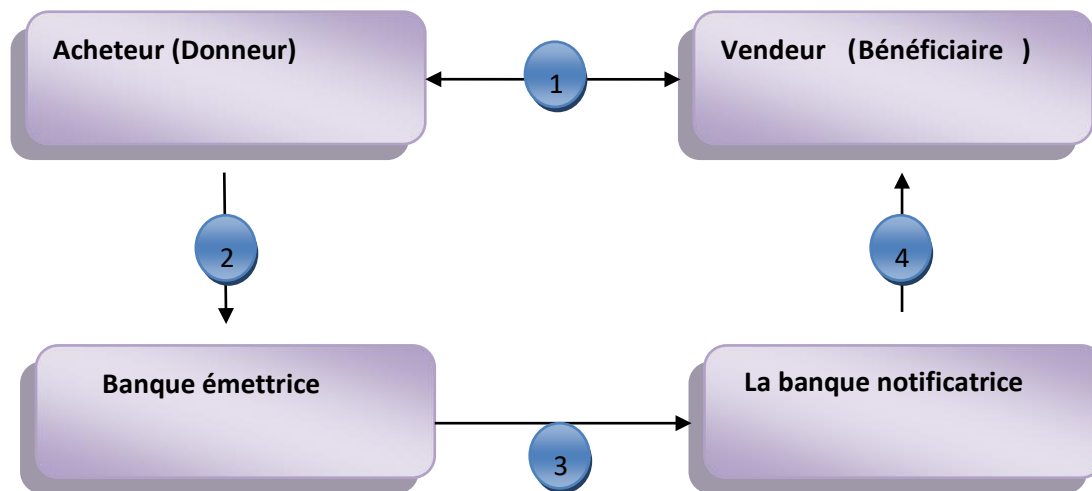 Acheteur (Donneur)
Vendeur (Bénéficiaire )
1
2
4
Banque émettrice
La banque notificatrice
3